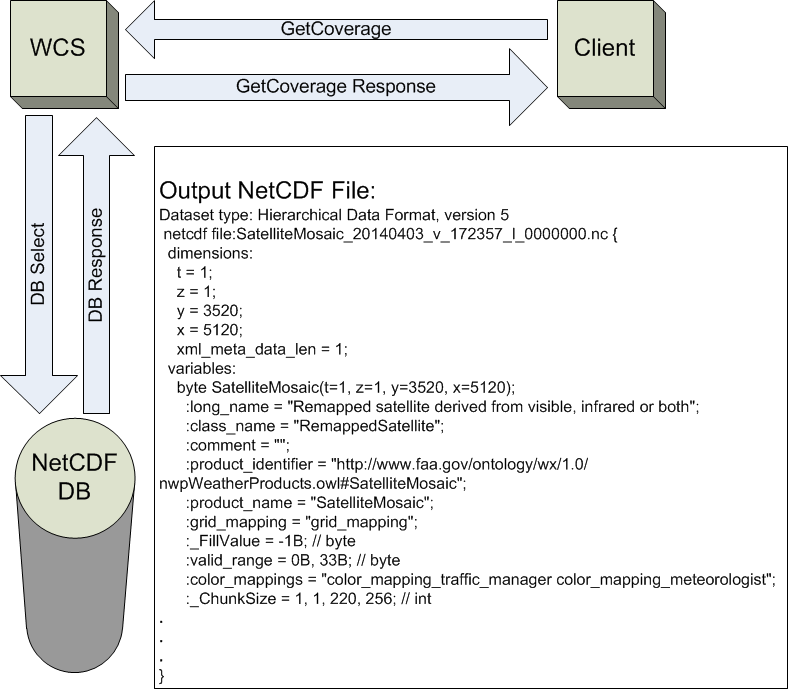 WCS
GetCoverage
Client
GetCoverage Response
DB Select
DB Response
NetCDF
DB
Output NetCDF File:
Dataset type: Hierarchical Data Format, version 5
netcdf file:SatelliteMosaic_20140403_v_172357_l_0000000.nc {
dimensions:
t = 1;
z = 1;
y = 3520;
x = 5120;
xml_meta_data_len = 1;
variables:
byte SatelliteMosaic(t=1, z=1, y=3520, x=5120);
:long_name = "Remapped satellite derived from visible, infrared or both";
:class_name = "RemappedSatellite";
:comment = "";
:product_identifier = "http://www.faa.gov/ontology/wx/1.0/
nwpWeatherProducts.owl#SatelliteMosaic";
:product_name = "SatelliteMosaic";
:grid_mapping = "grid_mapping";
:_FillValue = -1B; // byte
:valid_range = 0B, 33B; // byte
:color_mappings = "color_mapping_traffic_manager color_mapping_meteorologist";
:_ChunkSize = 1, 1, 220, 256; // int
.
.
.
}